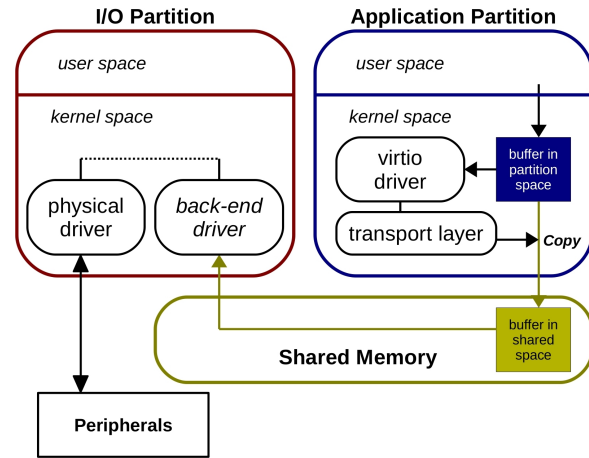 I/O Partition
user space
kernel space
physical
driver
back-end
driver
Application Partition
user space
kernel space
virtio
driver
buffer in
partition
space
transport layer
Copy
buffer in
shared
space
Shared Memory
Peripherals